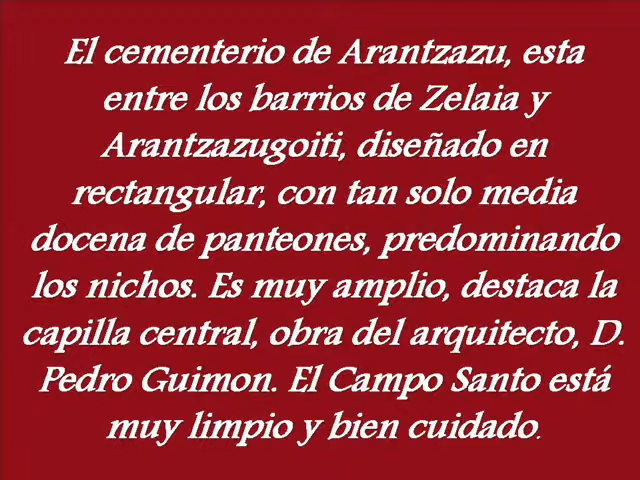 El cementerio de Arantzazu, esta
entre los barrios de Zelaia y
Arantzazugoiti, diseñado en
rectangular, con tan solo media
docena de panteones, predominando
los nichos. Es muy amplio, destaca la
capilla central, obra del arquitecto, D.
Pedro Guimon. El Campo Santo está
muy limpio y bien cuidado.